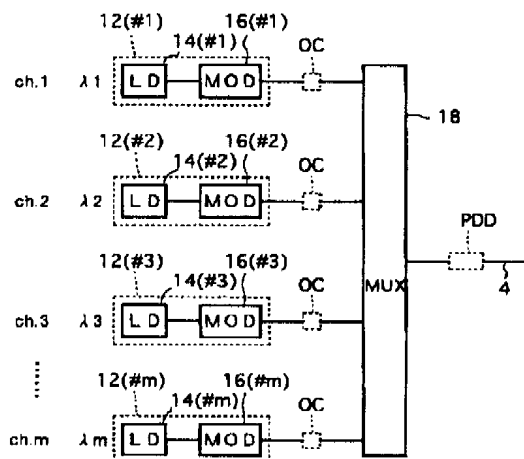 12(#1) 16(#1) OC
14(#1)
ch.1 λ1 LD MOD
18
12(#2) 16(#2) OC
14(#2)
ch.2 λ2 LD MOD
PDD
12(#3) 16(#3) OC
14(#3)
MUX 4
ch.3 λ3 LD MOD
12(#m) 16(#m) OC
14(#m)
ch.m λm LD MOD